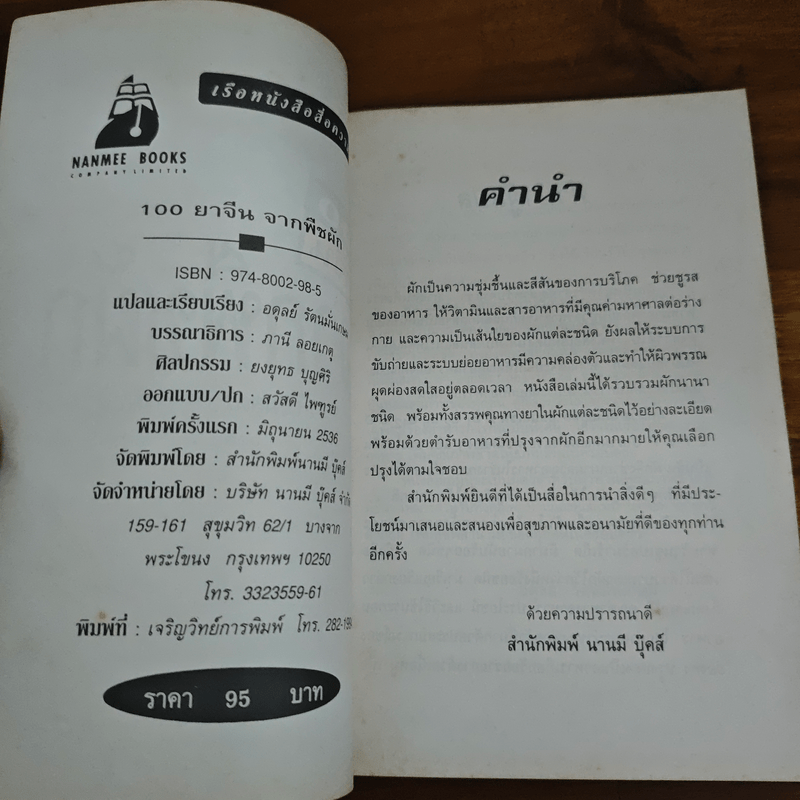 NANMEE BOOKS
COMPANY LIMITED
เรือหนังสือสื่อความ
100 ยาจีน จากพืชผัก
ISBN : 974-8002-98-5
แปลและเรียบเรียง : อดุลย์ รัตนมั่นเกษม
บรรณาธิการ : ภานี ลอยเกตุ
ศิลปกรรม : ยงยุทธ บุญศิริ
ออกแบบ/ปก : สวัสดี ไพฑูรย์
พิมพ์ครั้งแรก : มิถุนายน 2536
จัดพิมพ์โดย : สำนักพิมพ์นานมี บุ๊คส์
จัดจำหน่ายโดย : บริษัท นานมี บุ๊คส์ จำกัด
159-161 สุขุมวิท 62/1 บางจาก
พระโขนง กรุงเทพฯ 10250
โทร. 3323559-61
พิมพ์ที่ : เจริญวิทย์การพิมพ์ โทร.
ราคา 95 บาท
คำนำ
ผักเป็นความชุ่มชื้นและสีสันของการบริโภค ช่วยชูรส
ของอาหาร ให้วิตามินและสารอาหารที่มีคุณค่ามหาศาลต่อร่าง
กาย และความเป็นเส้นใยของผักแต่ละชนิด ยังผลให้ระบบการ
ขับถ่ายและระบบย่อยอาหารมีความคล่องตัวและทำให้ผิวพรรณ
ผุดผ่องสดใสอยู่ตลอดเวลา หนังสือเล่มนี้ได้รวบรวมผักนานา
ชนิด พร้อมทั้งสรรพคุณทางยาในผักแต่ละชนิดไว้อย่างละเอียด
พร้อมด้วยตำรับอาหารที่ปรุงจากผักอีกมากมายให้คุณเลือก
ปรุงได้ตามใจชอบ
สำนักพิมพ์ยินดีที่ได้เป็นสื่อในการนำสิ่งดีๆ ที่มีประ-
โยชน์มาเสนอและสนองเพื่อสุขภาพและอนามัยที่ดีของทุกท่าน
อีกครั้ง
ด้วยความปรารถนาดี
สำนักพิมพ์ นานมี บุ๊คส์